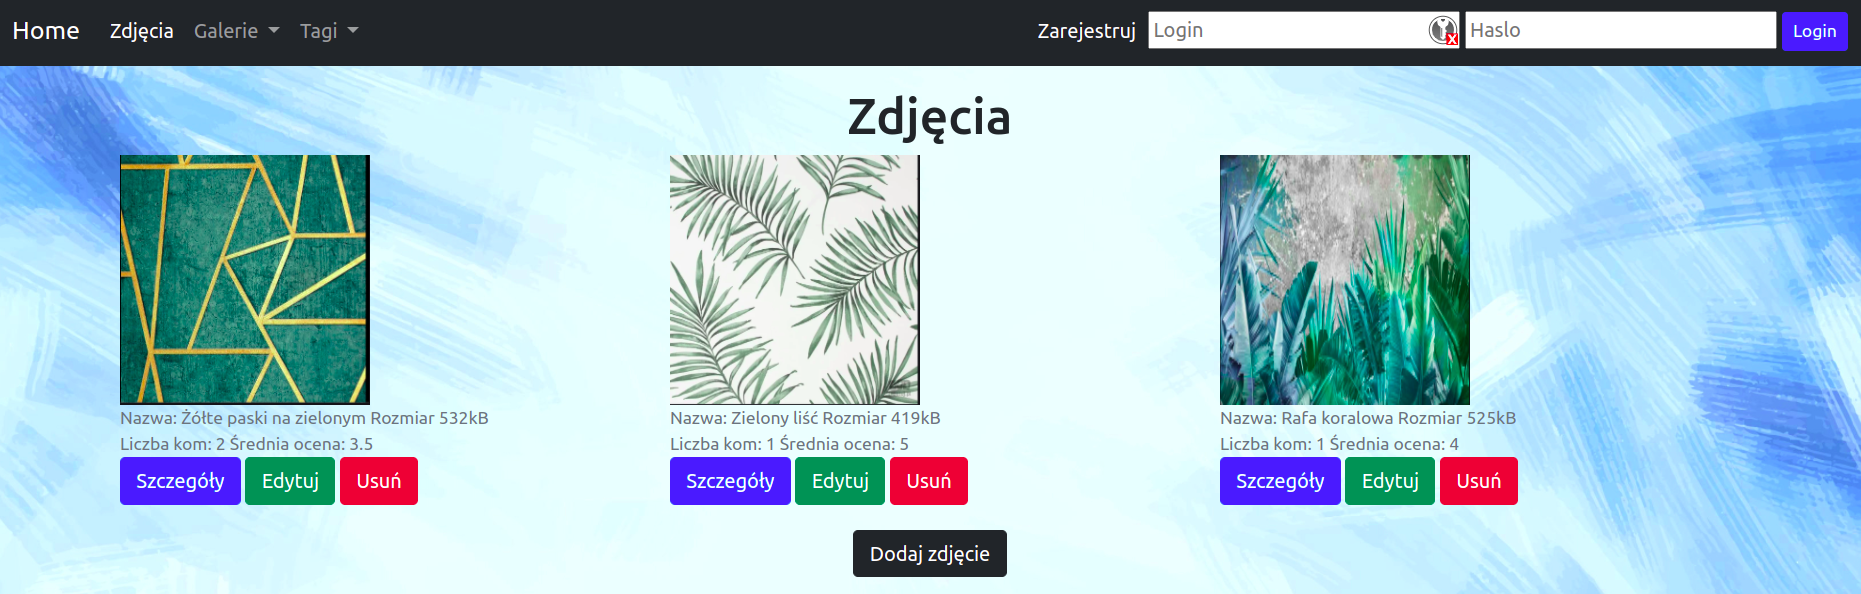 Home Zdjęcia Galerie Tagi Zarejestruj Login Haslo Login
Zdjęcia
Nazwa: Żółte paski na zielonym Rozmiar 532kB
Liczba kom: 2 Średnia ocena: 3.5
Szczegóły Edytuj Usuń
Nazwa: Zielony liść Rozmiar 419kB
Liczba kom: 1 Średnia ocena: 5
Szczegóły Edytuj Usuń
Nazwa: Rafa koralowa Rozmiar 525kB
Liczba kom: 1 Średnia ocena: 4
Szczegóły Edytuj Usuń
Dodaj zdjęcie